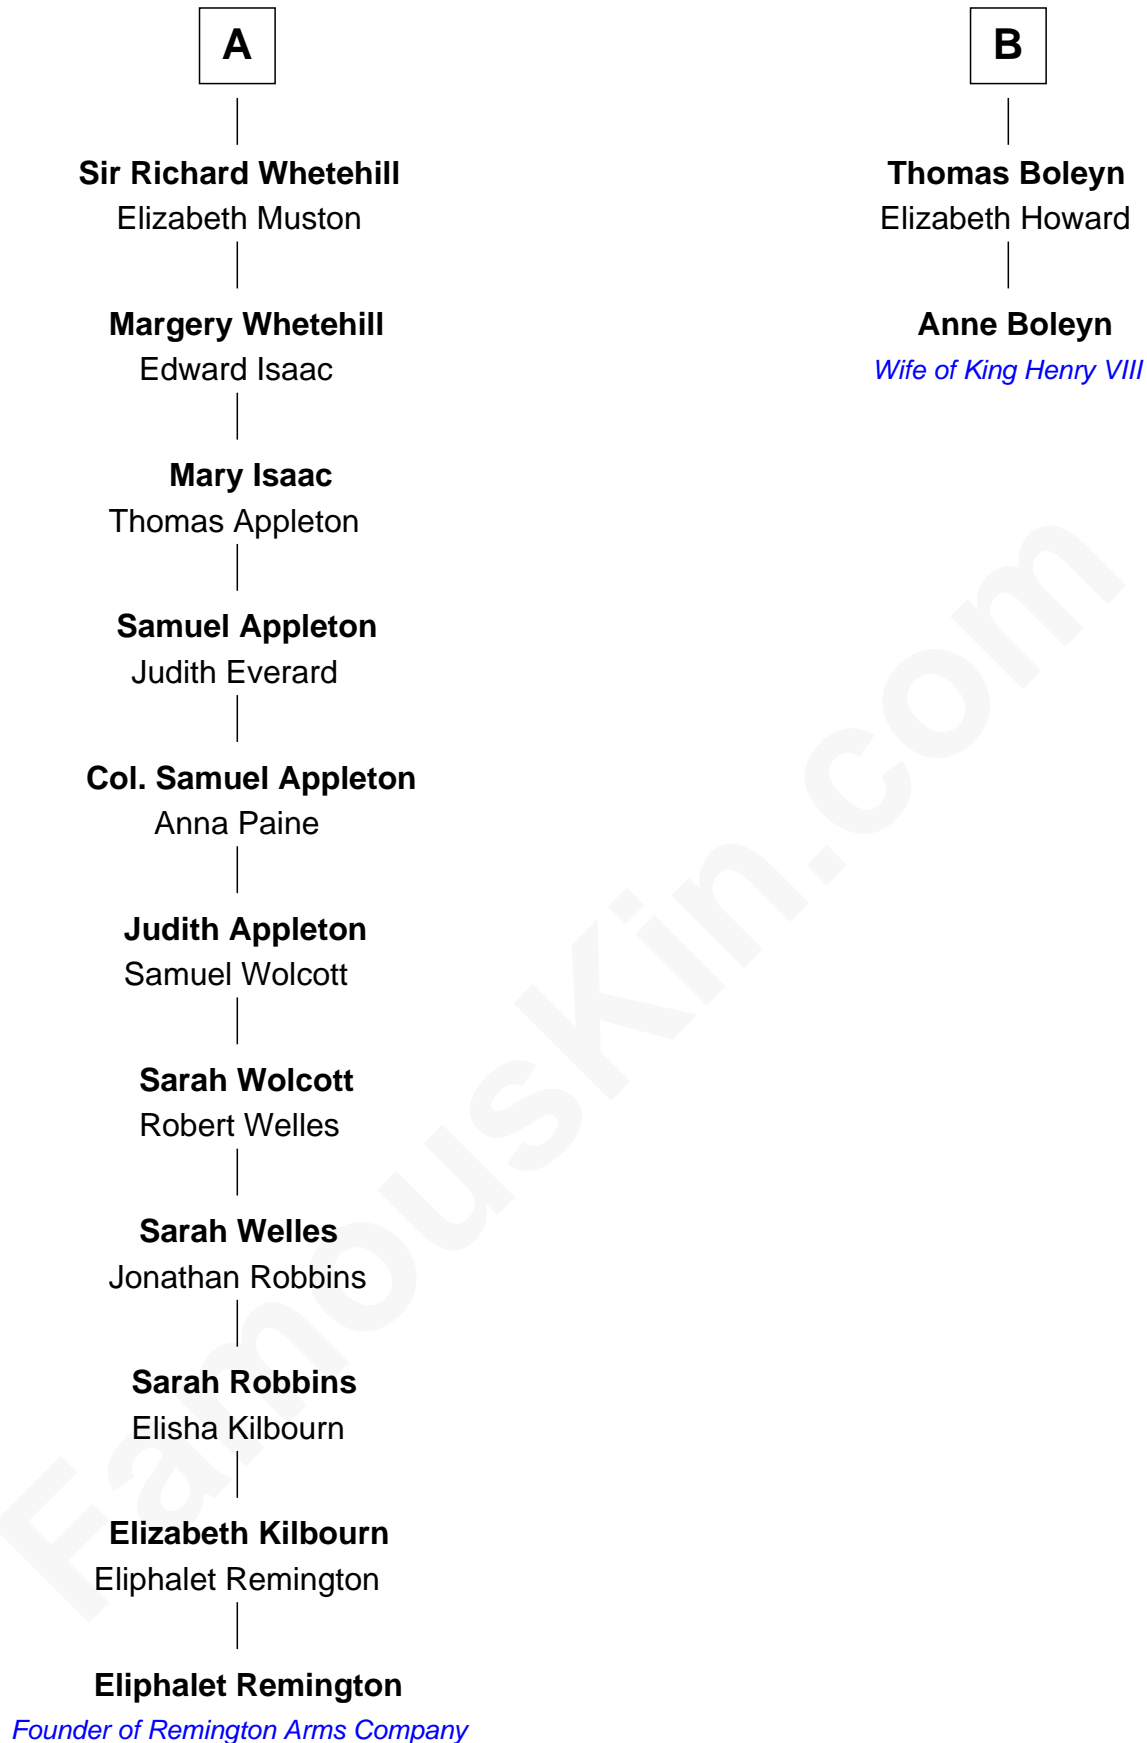 A
Sir Richard Whetehill
Elizabeth Muston
Margery Whetehill
Edward Isaac
Mary Isaac
Thomas Appleton
Samuel Appleton
Judith Everard
Col. Samuel Appleton
Anna Paine
Judith Appleton
Samuel Wolcott
Sarah Wolcott
Robert Welles
Sarah Welles
Jonathan Robbins
Sarah Robbins
Elisha Kilbourn
Elizabeth Kilbourn
Eliphalet Remington
Eliphalet Remington
Founder of Remington Arms Company
B
Thomas Boleyn
Elizabeth Howard
Anne Boleyn
Wife of King Henry VIII
FamousKin.com